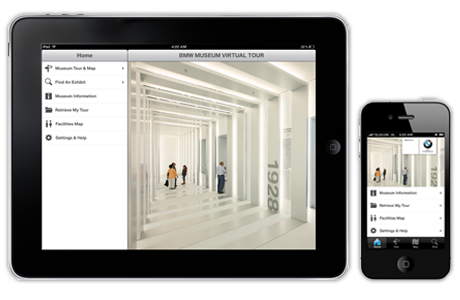 iPad
4:20 AM
Home
BMW MUSEUM VIRTUAL TOUR
Museum Tour & Map
Find An Exhibit
Museum Information
Retrieve My Tour
Facilities Map
Settings & Help
1928
Museum Information
Retrieve My Tour
Facilities Map
Settings & Help